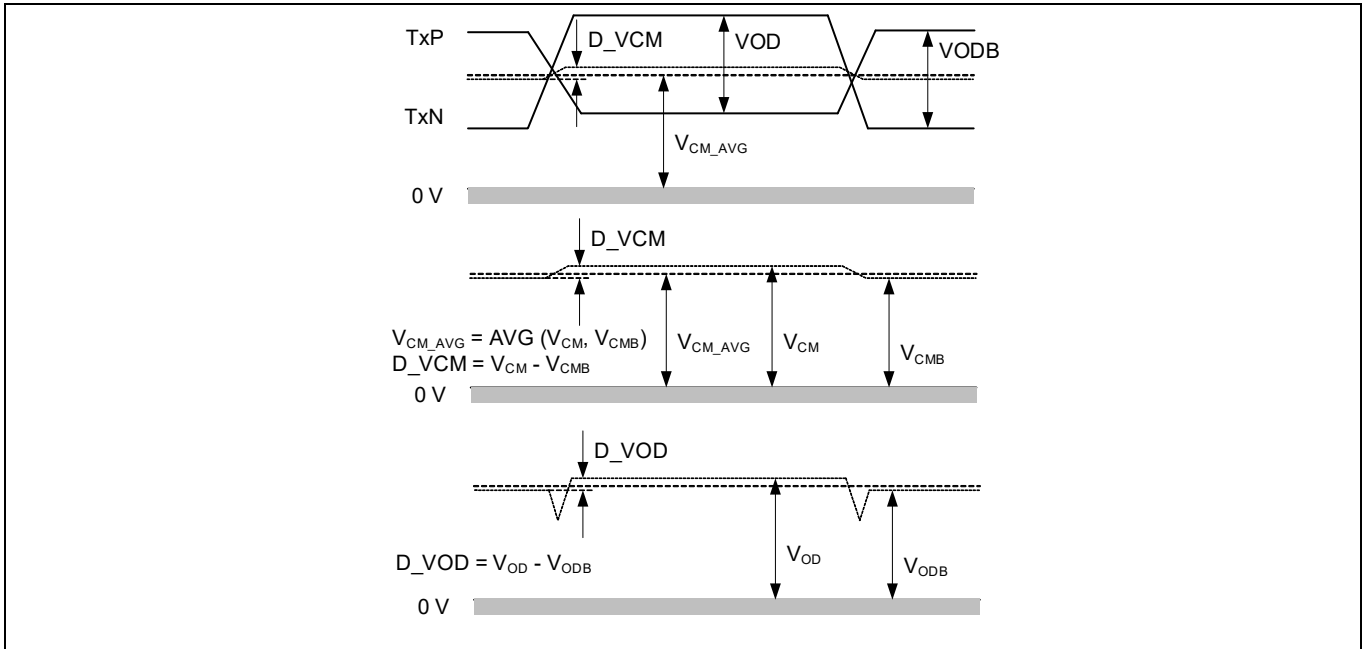 TxP
D_VCM
VOD
VODB
TxN
VCM_AVG
0 V
D_VCM
VCM_AVG = AVG (VCM, VCMB)
D_VCM = VCM - VCMB
VCM_AVG
VCM
VCMB
0 V
D_VOD
D_VOD = VOD - VODB
VOD
VODB
0 V